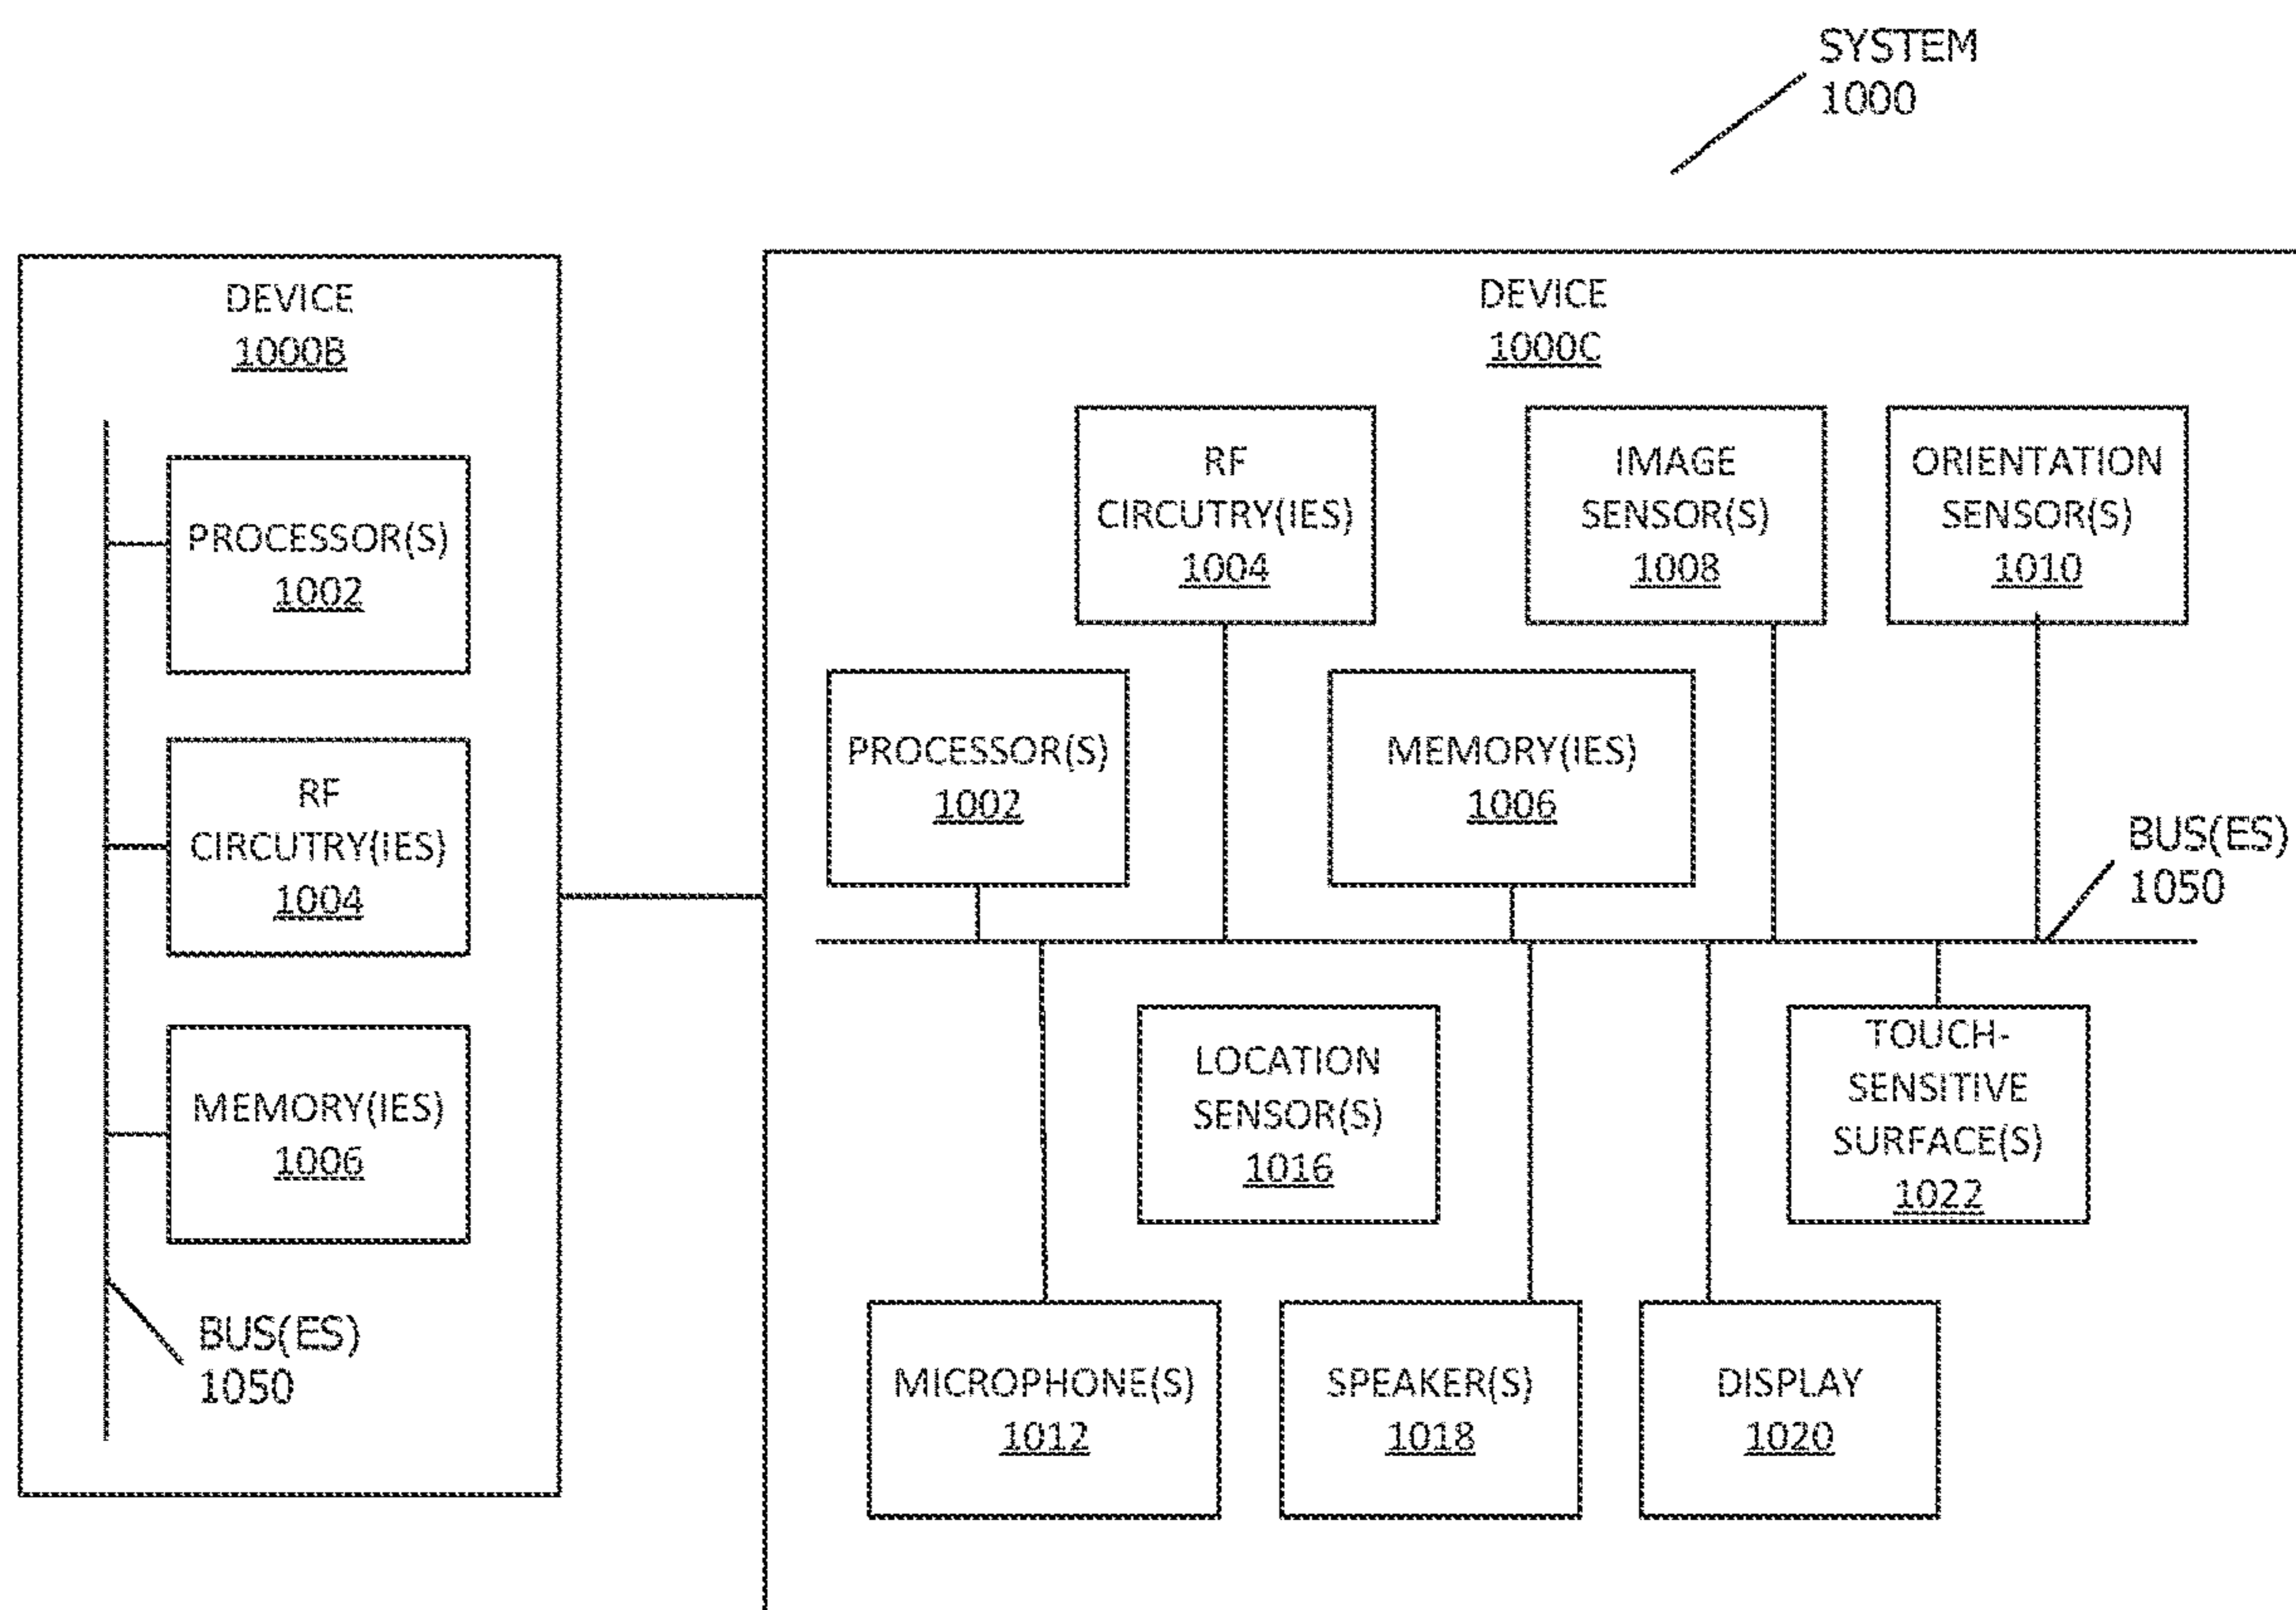 SYSTEM
1000
DEVICE
1000B
PROCESSOR(S)
1002
RF
CIRCUTRY(IES)
1004
MEMORY(IES)
1006
BUS(ES)
1050
DEVICE
1000C
RF
CIRCUTRY(IES)
1004
IMAGE
SENSOR(S)
1008
ORIENTATION
SENSOR(S)
1010
PROCESSOR(S)
1002
MEMORY(IES)
1006
BUS(ES)
1050
LOCATION
SENSOR(S)
1016
TOUCH-
SENSITIVE
SURFACE(S)
1022
MICROPHONE(S)
1012
SPEAKER(S)
1018
DISPLAY
1020